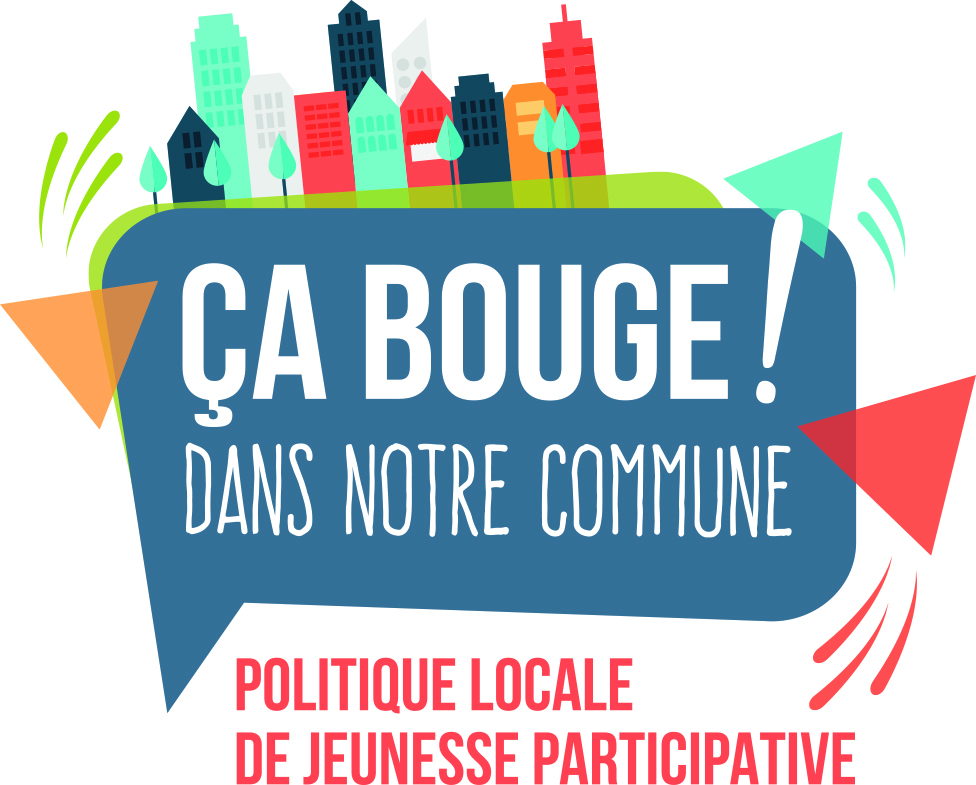 ÇA BOUGE !
DANS NOTRE COMMUNE
POLITIQUE LOCALE
DE JEUNESSE PARTICIPATIVE